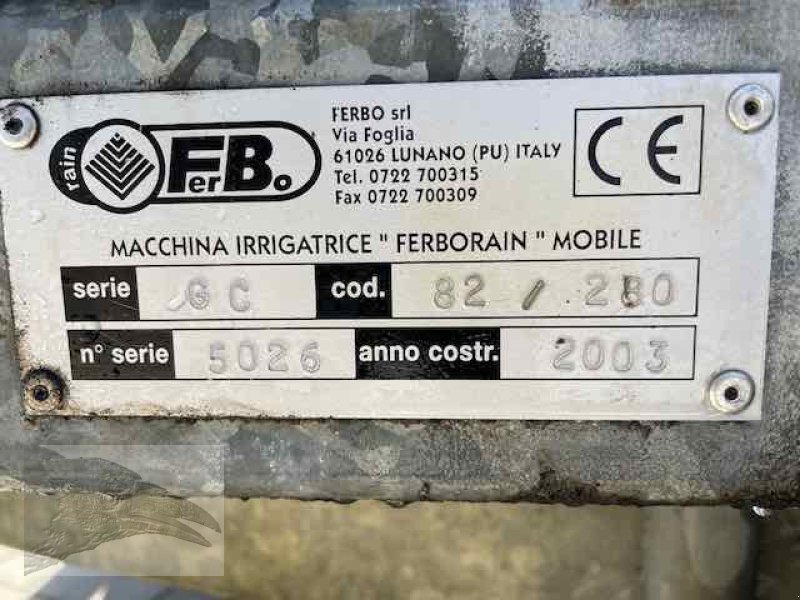 rain FerBo
FERBO srl
Via Foglia
61026 LUNANO (PU) ITALY
Tel. 0722 700315
Fax 0722 700309
CE
MACCHINA IRRIGATRICE " FERBORAIN " MOBILE
serie GC cod. 82 /
n° serie 5026 anno costr. 2003